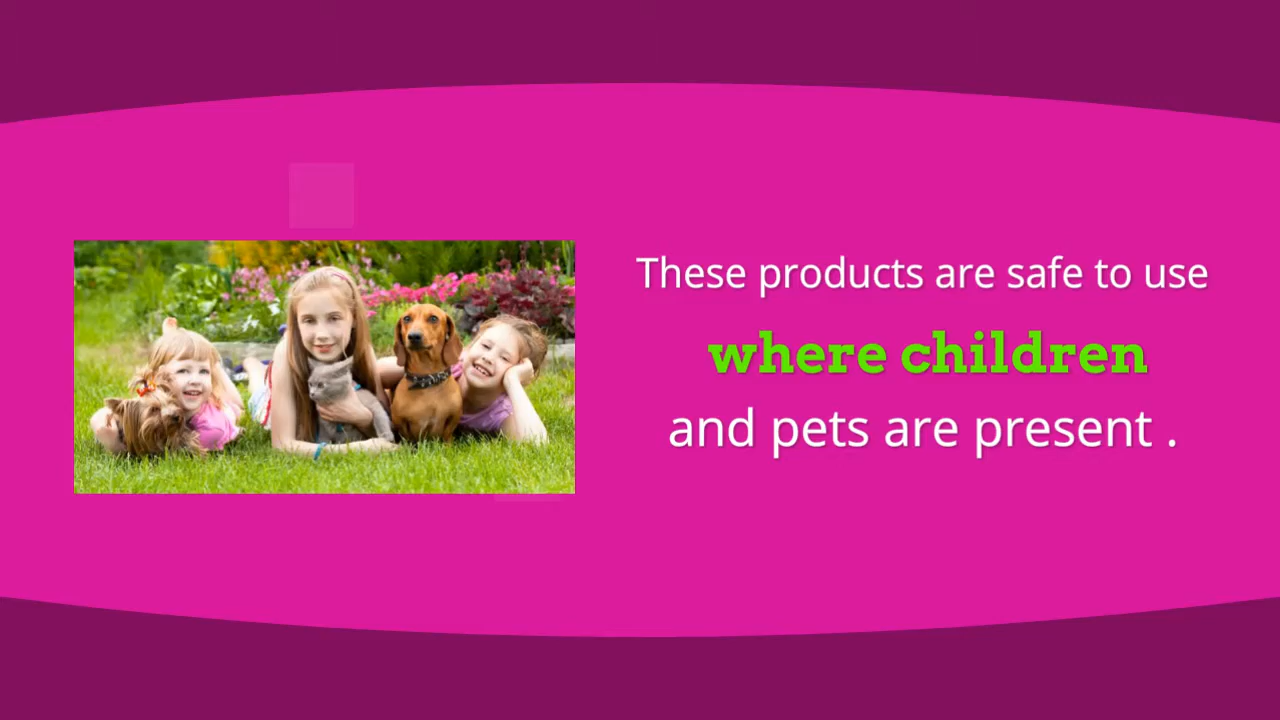 These products are safe to use
where children
and pets are present .